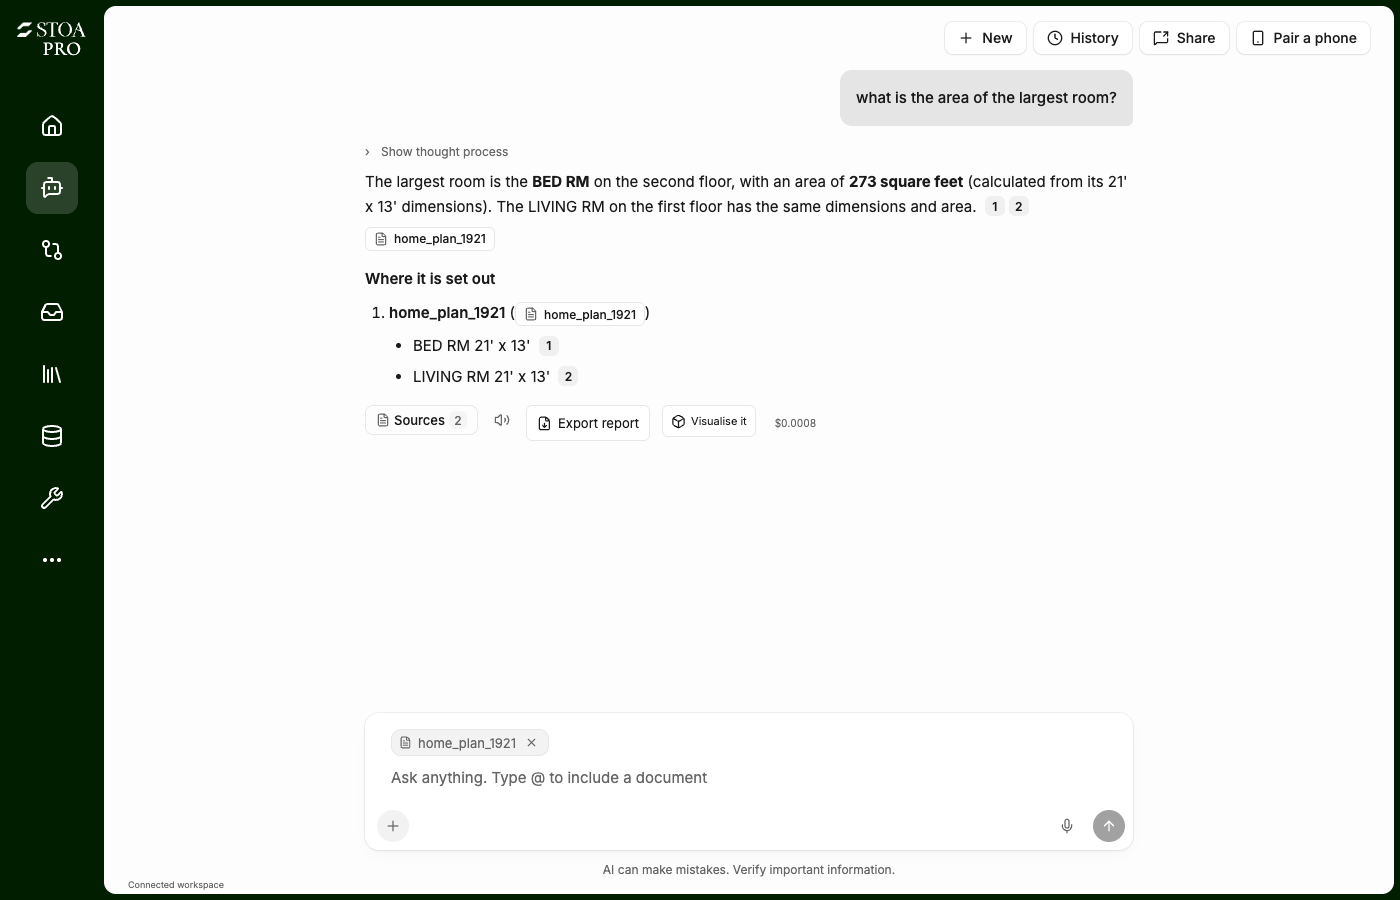 STOA
PRO
New
History
Share
Pair a phone
what is the area of the largest room?
Show thought process
The largest room is the BED RM on the second floor, with an area of 273 square feet (calculated from its 21'
x 13' dimensions). The LIVING RM on the first floor has the same dimensions and area. 1 2
home_plan_1921
Where it is set out
1. home_plan_1921 (home_plan_1921)
• BED RM 21' x 13' 1
• LIVING RM 21' x 13' 2
Sources 2
Export report
Visualise it
$0.0008
home_plan_1921
Ask anything. Type @ to include a document
AI can make mistakes. Verify important information.
Connected workspace